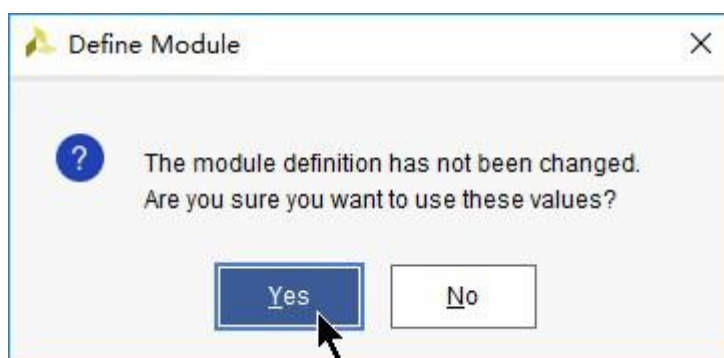 Define Module
The module definition has not been changed.
Are you sure you want to use these values?
Yes
No